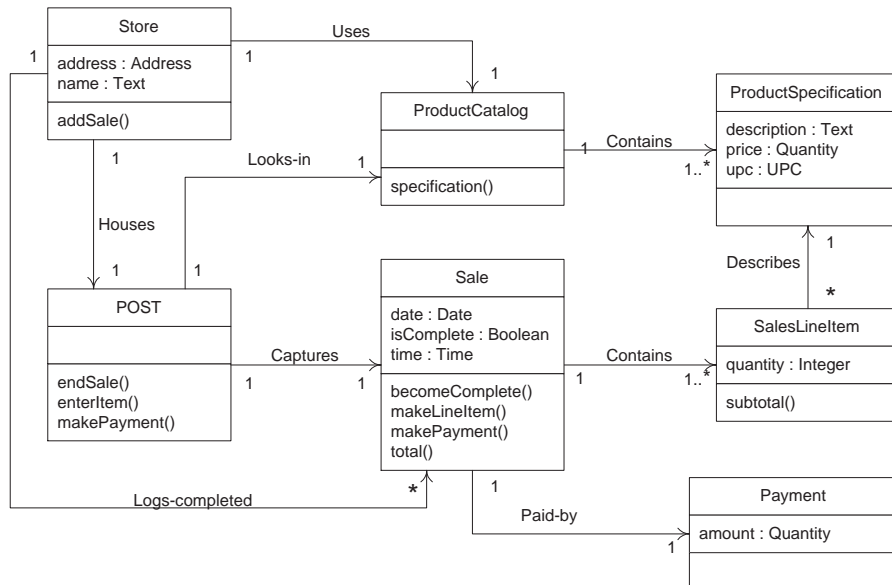 Store
address : Address
name : Text
addSale()
1
1
1
Uses
1
ProductCatalog
specification()
1
Contains
1..*
ProductSpecification
description : Text
price : Quantity
upc : UPC
Looks-in
1
1
Houses
1
POST
endSale()
enterItem()
makePayment()
Captures
1
1
Sale
date : Date
isComplete : Boolean
time : Time
becomeComplete()
makeLineItem()
makePayment()
total()
Contains
1
1..*
1
Describes
*
SalesLineItem
quantity : Integer
subtotal()
Logs-completed
*
1
Paid-by
1
Payment
amount : Quantity